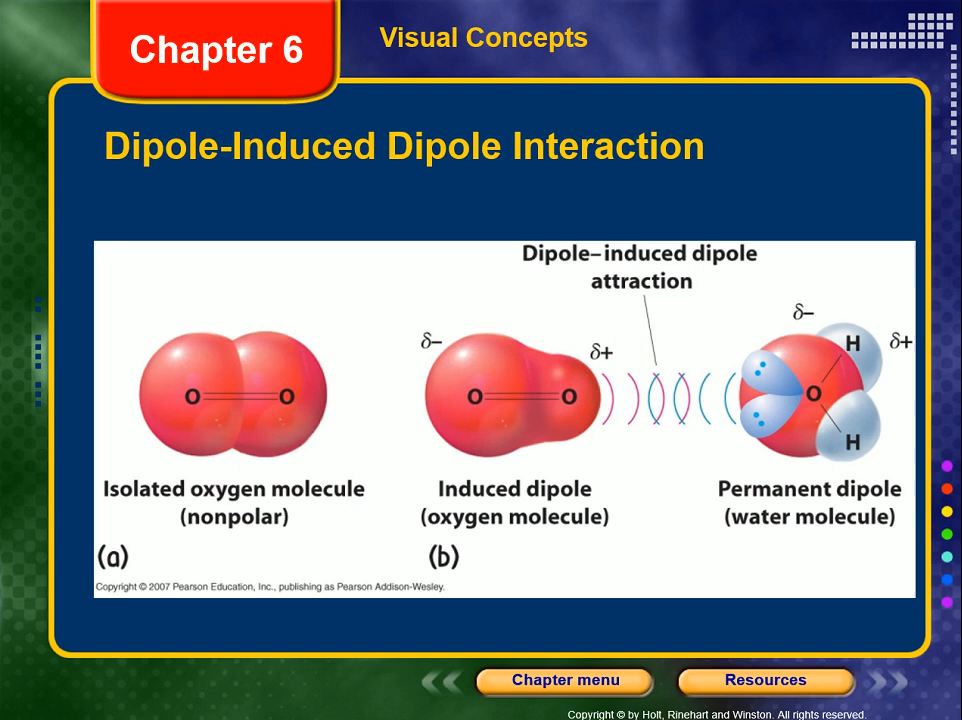 Chapter 6
Visual Concepts
Dipole-Induced Dipole Interaction
Dipole–induced dipole
attraction
δ–
δ+
δ–
δ+
O
O
O
O
O
H
H
Isolated oxygen molecule
(nonpolar)
Induced dipole
(oxygen molecule)
Permanent dipole
(water molecule)
(a)
(b)
Copyright © 2007 Pearson Education, Inc., publishing as Pearson Addison-Wesley.
Chapter menu
Resources
Copyright © by Holt, Rinehart and Winston. All rights reserved.